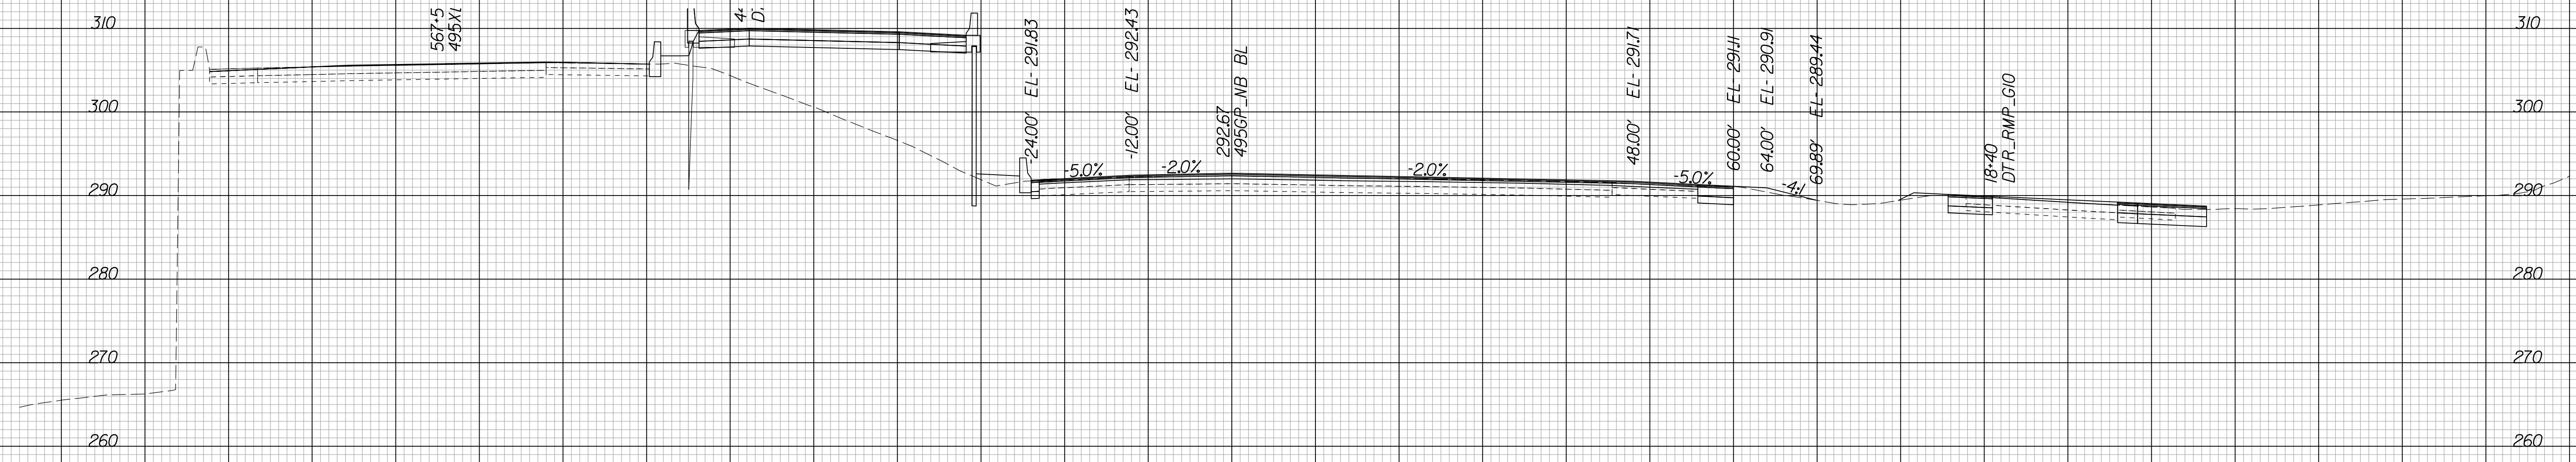 310
567+5
495XL
310
-24.00' EL- 291.83
-12.00' EL- 292.43
292.67
495GP_NB BL
48.00' EL- 291.71
60.00' EL- 291.11
64.00' EL- 290.91
69.89' EL- 289.44
18+40
DTR_RMP_G10
300
300
-5.0%
-2.0%
-2.0%
-5.0%
-4:1
290
290
280
280
270
270
260
260